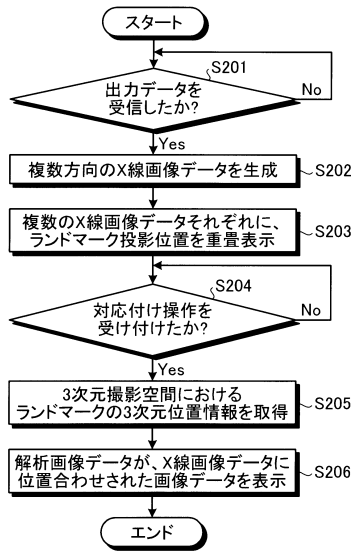 スタート
S201
出力データを
受信したか?
No
Yes
複数方向のX線画像データを生成
S202
複数のX線画像データそれぞれに、
ランドマーク投影位置を重畳表示
S203
S204
対応付け操作を
受け付けたか?
No
Yes
3次元撮影空間における
ランドマークの3次元位置情報を取得
S205
解析画像データが、X線画像データに
位置合わせされた画像データを表示
S206
エンド